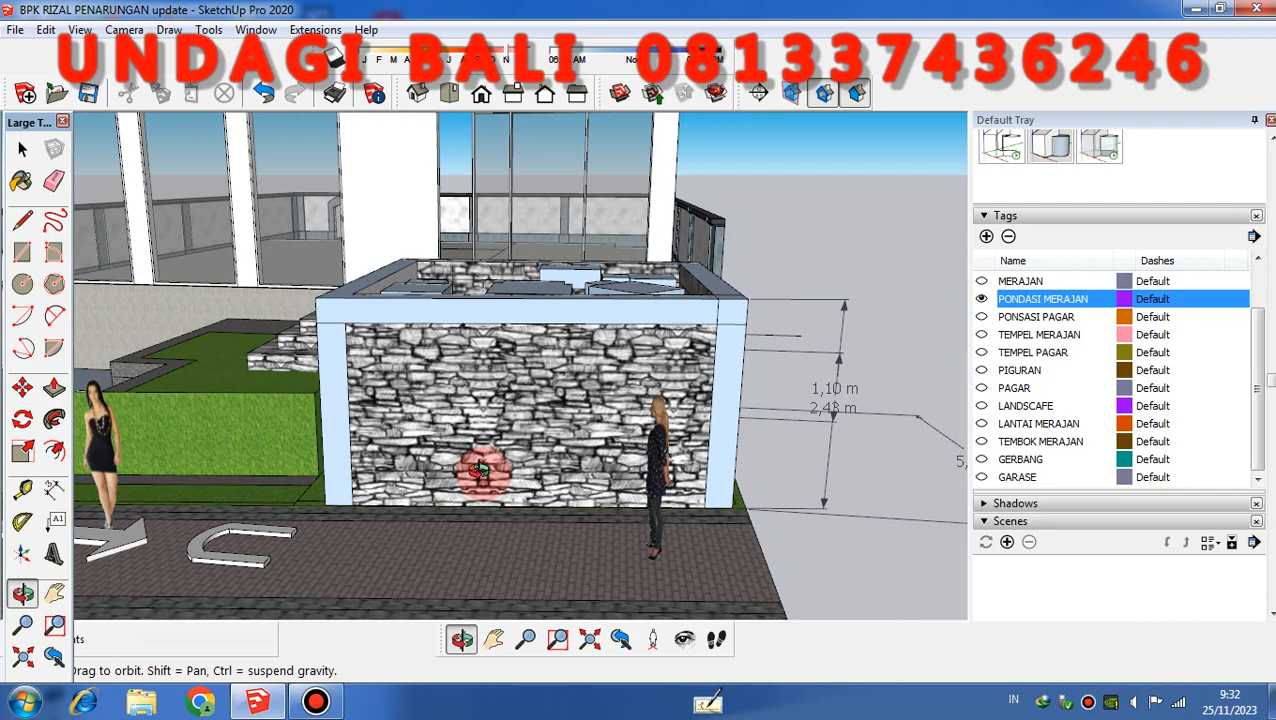 BPK RIZAL PENARUNGAN update - SketchUp Pro 2020
File Edit Camera Draw Tools Window Extensions Help
UNDAGI BALI 081337436246
J F M A M J J A S O N D
Large T...
Default Tray
Tags
Name Dashes
MERAJAN Default
PONDASI MERAJAN Default
PONSASI PAGAR Default
TEMPEL MERAJAN Default
TEMPEL PAGAR Default
PIGURAN Default
PAGAR Default
LANDSCAFE Default
LANTAI MERAJAN Default
TEMBOK MERAJAN Default
GERBANG Default
GARASE Default
Shadows
Scenes
1,10 m
2,43 m
5,
A1
Drag to orbit. Shift = Pan, Ctrl = suspend gravity.
IN
9:32
25/11/2023